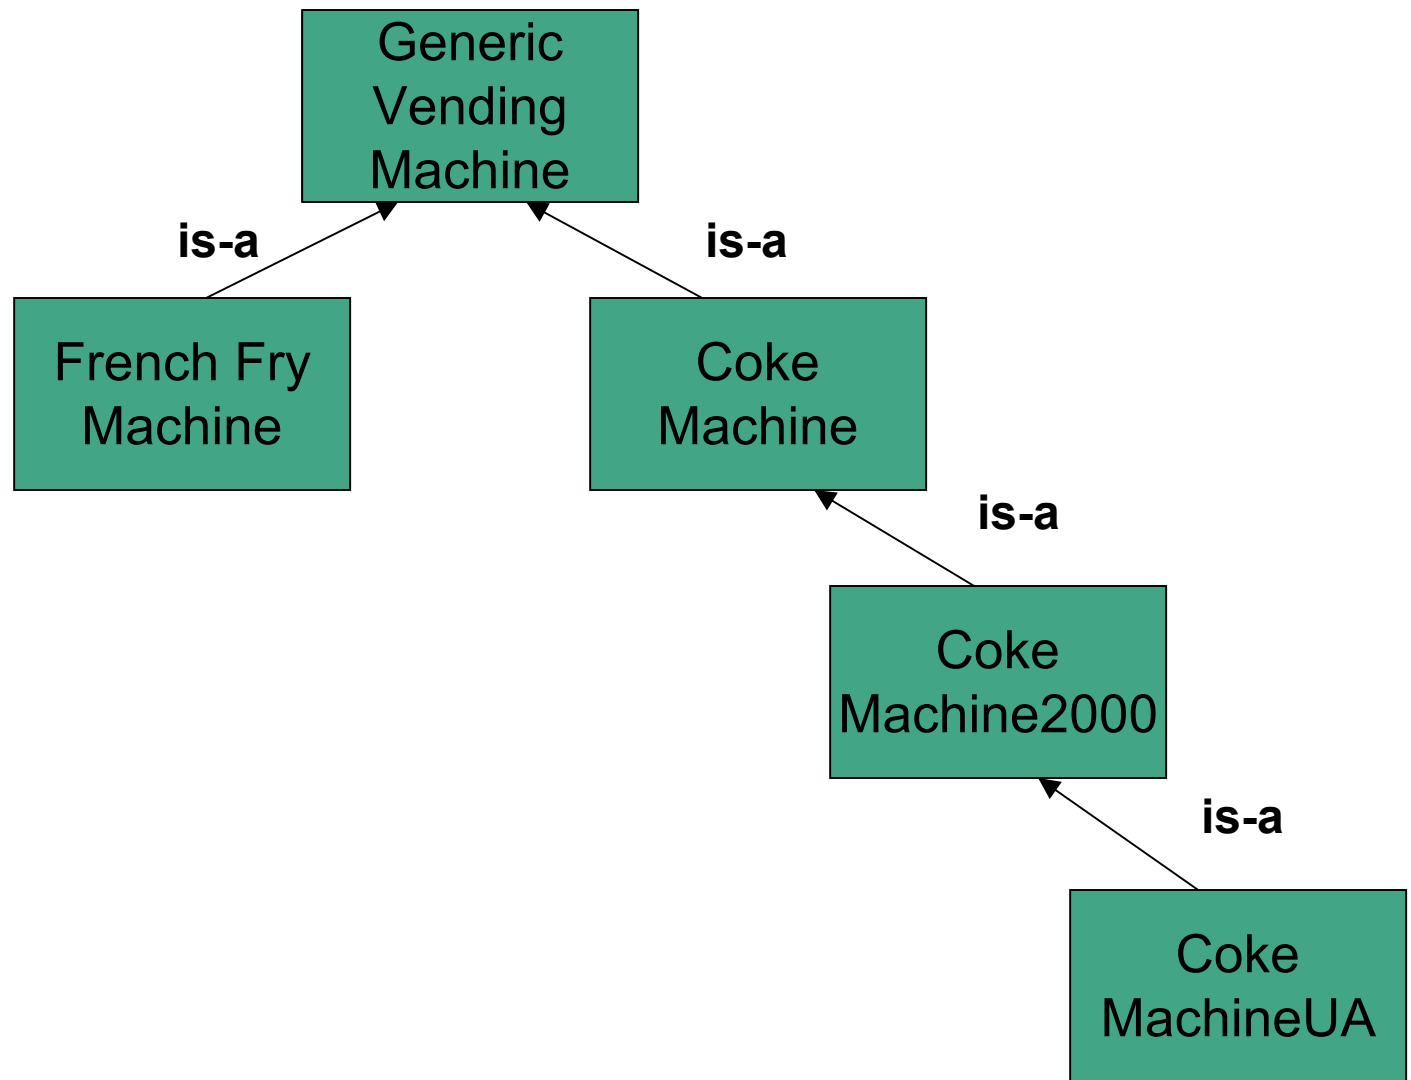 Generic
Vending
Machine
is-a
is-a
French Fry
Machine
Coke
Machine
is-a
Coke
Machine2000
is-a
Coke
MachineUA